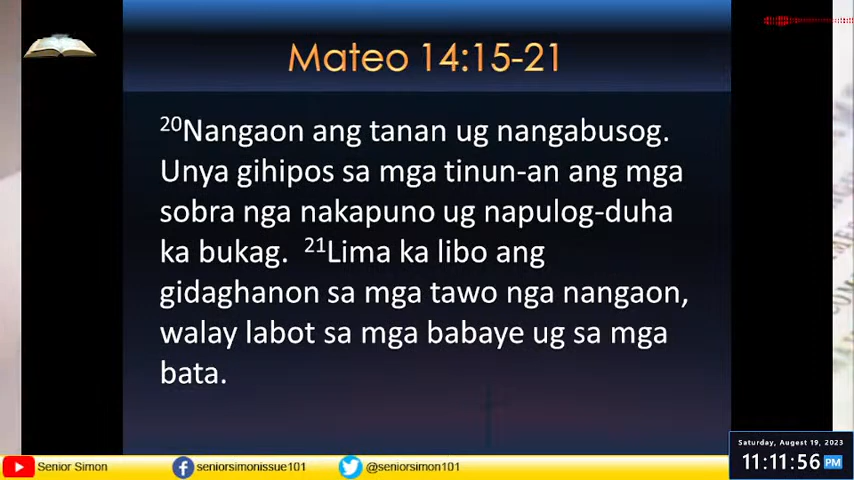 Mateo 14:15-21
20Nangaon ang tanan ug nangabusog.
Unya gihipos sa mga tinun-an ang mga
sobra nga nakapuno ug napulog-duha
ka bukag. 21Lima ka libo ang
gidaghanon sa mga tawo nga nangaon,
walay labot sa mga babaye ug sa mga
bata.
Saturday, Augest 19, 2023
11:11:56 PM
Senior Simon
seniorsimonissue101
@seniorsimon101